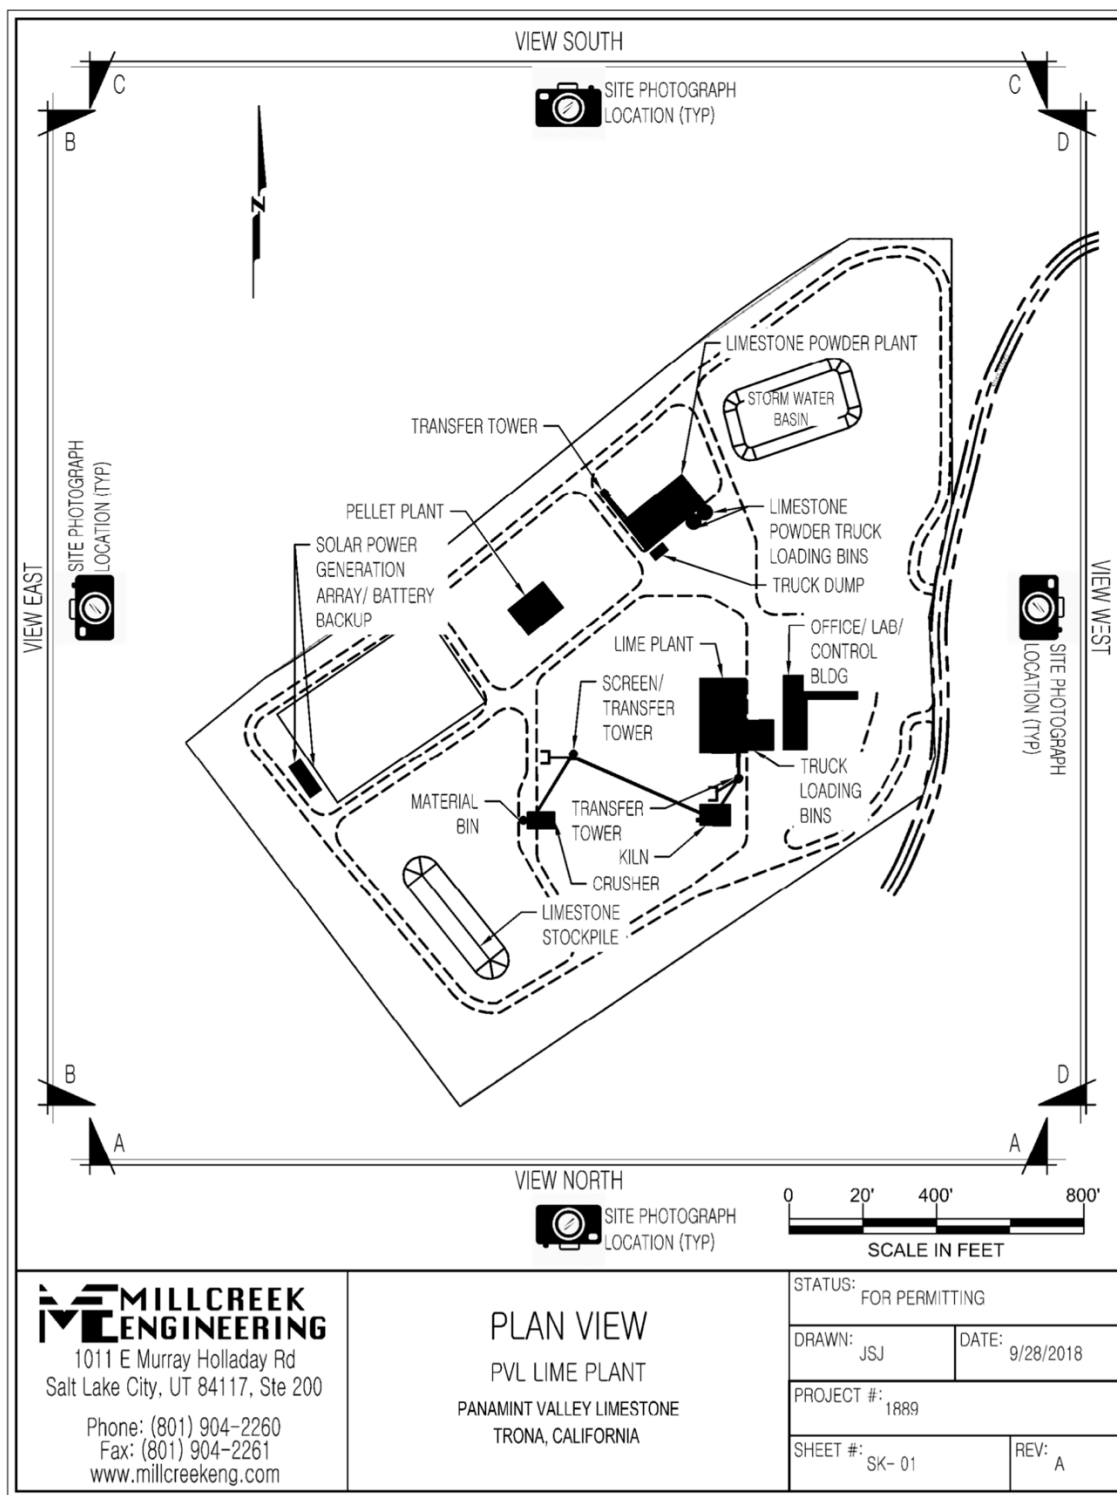 VIEW SOUTH
C
C
SITE PHOTOGRAPH
LOCATION (TYP)
B
D
N
LIMESTONE POWDER PLANT
STORM WATER
BASIN
TRANSFER TOWER
SITE PHOTOGRAPH
LOCATION (TYP)
PELLET PLANT
LIMESTONE
POWDER TRUCK
LOADING BINS
SOLAR POWER
GENERATION
ARRAY/ BATTERY
BACKUP
TRUCK DUMP
VIEW EAST
VIEW WEST
OFFICE/ LAB/
CONTROL
BLDG
LIME PLANT
SITE PHOTOGRAPH
LOCATION (TYP)
SCREEN/
TRANSFER
TOWER
TRUCK
LOADING
BINS
MATERIAL
BIN
TRANSFER
TOWER
KILN
CRUSHER
LIMESTONE
STOCKPILE
B
D
A
A
VIEW NORTH
SITE PHOTOGRAPH
LOCATION (TYP)
0 20' 400' 800'
SCALE IN FEET
MILLCREEK
ENGINEERING
1011 E Murray Holladay Rd
Salt Lake City, UT 84117, Ste 200
Phone: (801) 904-2260
Fax: (801) 904-2261
www.millcreekeng.com
PLAN VIEW
PVL LIME PLANT
PANAMINT VALLEY LIMESTONE
TRONA, CALIFORNIA
STATUS: FOR PERMITTING
DRAWN: JSJ
DATE: 9/28/2018
PROJECT #: 1889
SHEET #: SK- 01
REV: A